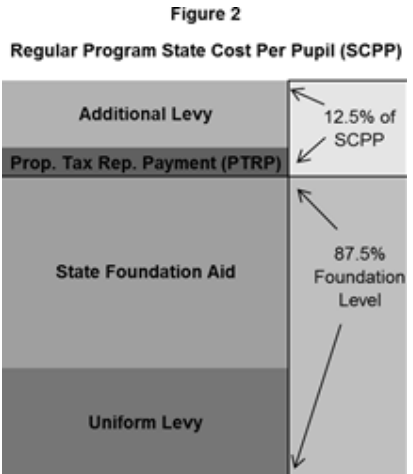 Figure 2
Regular Program State Cost Per Pupil (SCPP)
Additional Levy
12.5% of
SCPP
Prop. Tax Rep. Payment (PTRP)
State Foundation Aid
87.5%
Foundation
Level
Uniform Levy